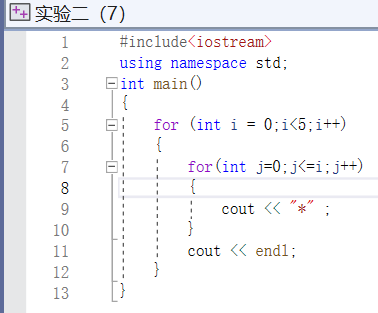 实验二（7）
1 #include<iostream>
2 using namespace std;
3 int main()
4 {
5 for (int i = 0;i<5;i++)
6 {
7 for(int j=0;j<=i;j++)
8 {
9 cout << "*" ;
10 }
11 cout << endl;
12 }
13 }